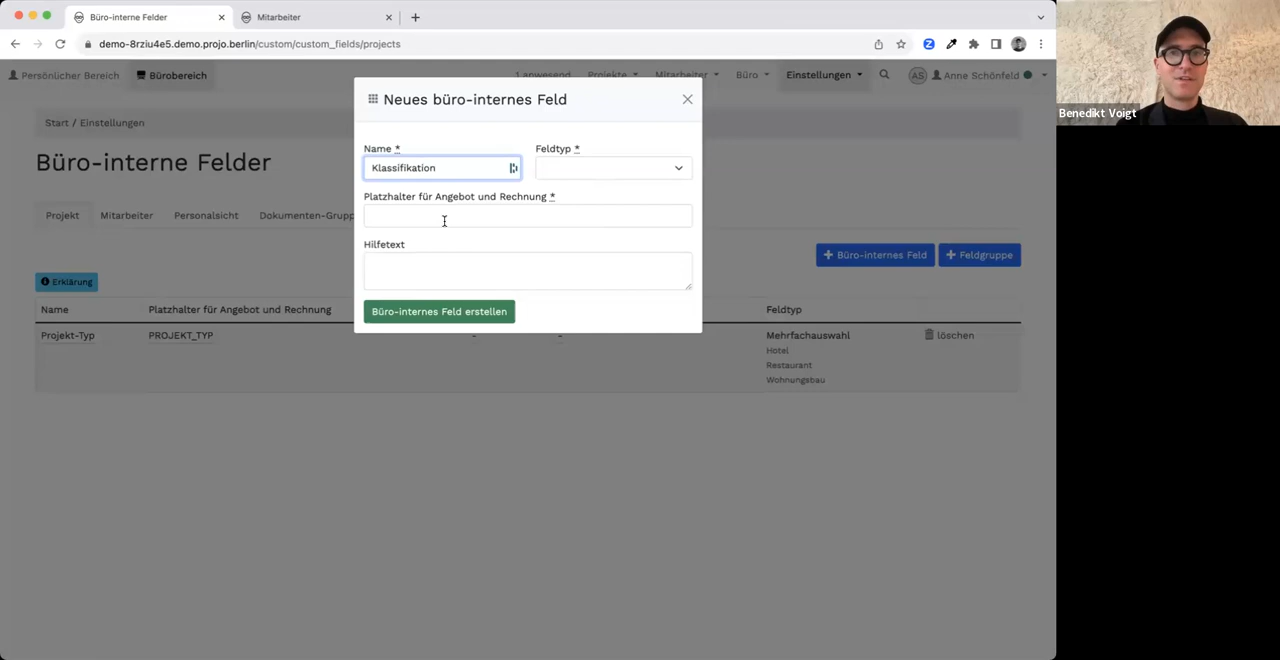 Büro-interne Felder
Mitarbeiter
demo-8rziu4e5.demo.projo.berlin/custom/custom_fields/projects
Persönlicher Bereich
Bürobereich
1 anwesend
Projekte
Mitarbeiter
Büro
Einstellungen
AS
Anne Schönfeld
Start / Einstellungen
Büro-interne Felder
Projekt
Mitarbeiter
Personalsicht
Dokumenten-Grupp
+ Büro-internes Feld
+ Feldgruppe
Erklärung
Name
Platzhalter für Angebot und Rechnung
Feldtyp
Projekt-Typ
PROJEKT_TYP
-
-
Mehrfachauswahl
löschen
Hotel
Restaurant
Wohnungsbau
Neues büro-internes Feld
Name *
Feldtyp *
Klassifikation
Platzhalter für Angebot und Rechnung *
Hilfetext
Büro-internes Feld erstellen
Benedikt Voigt